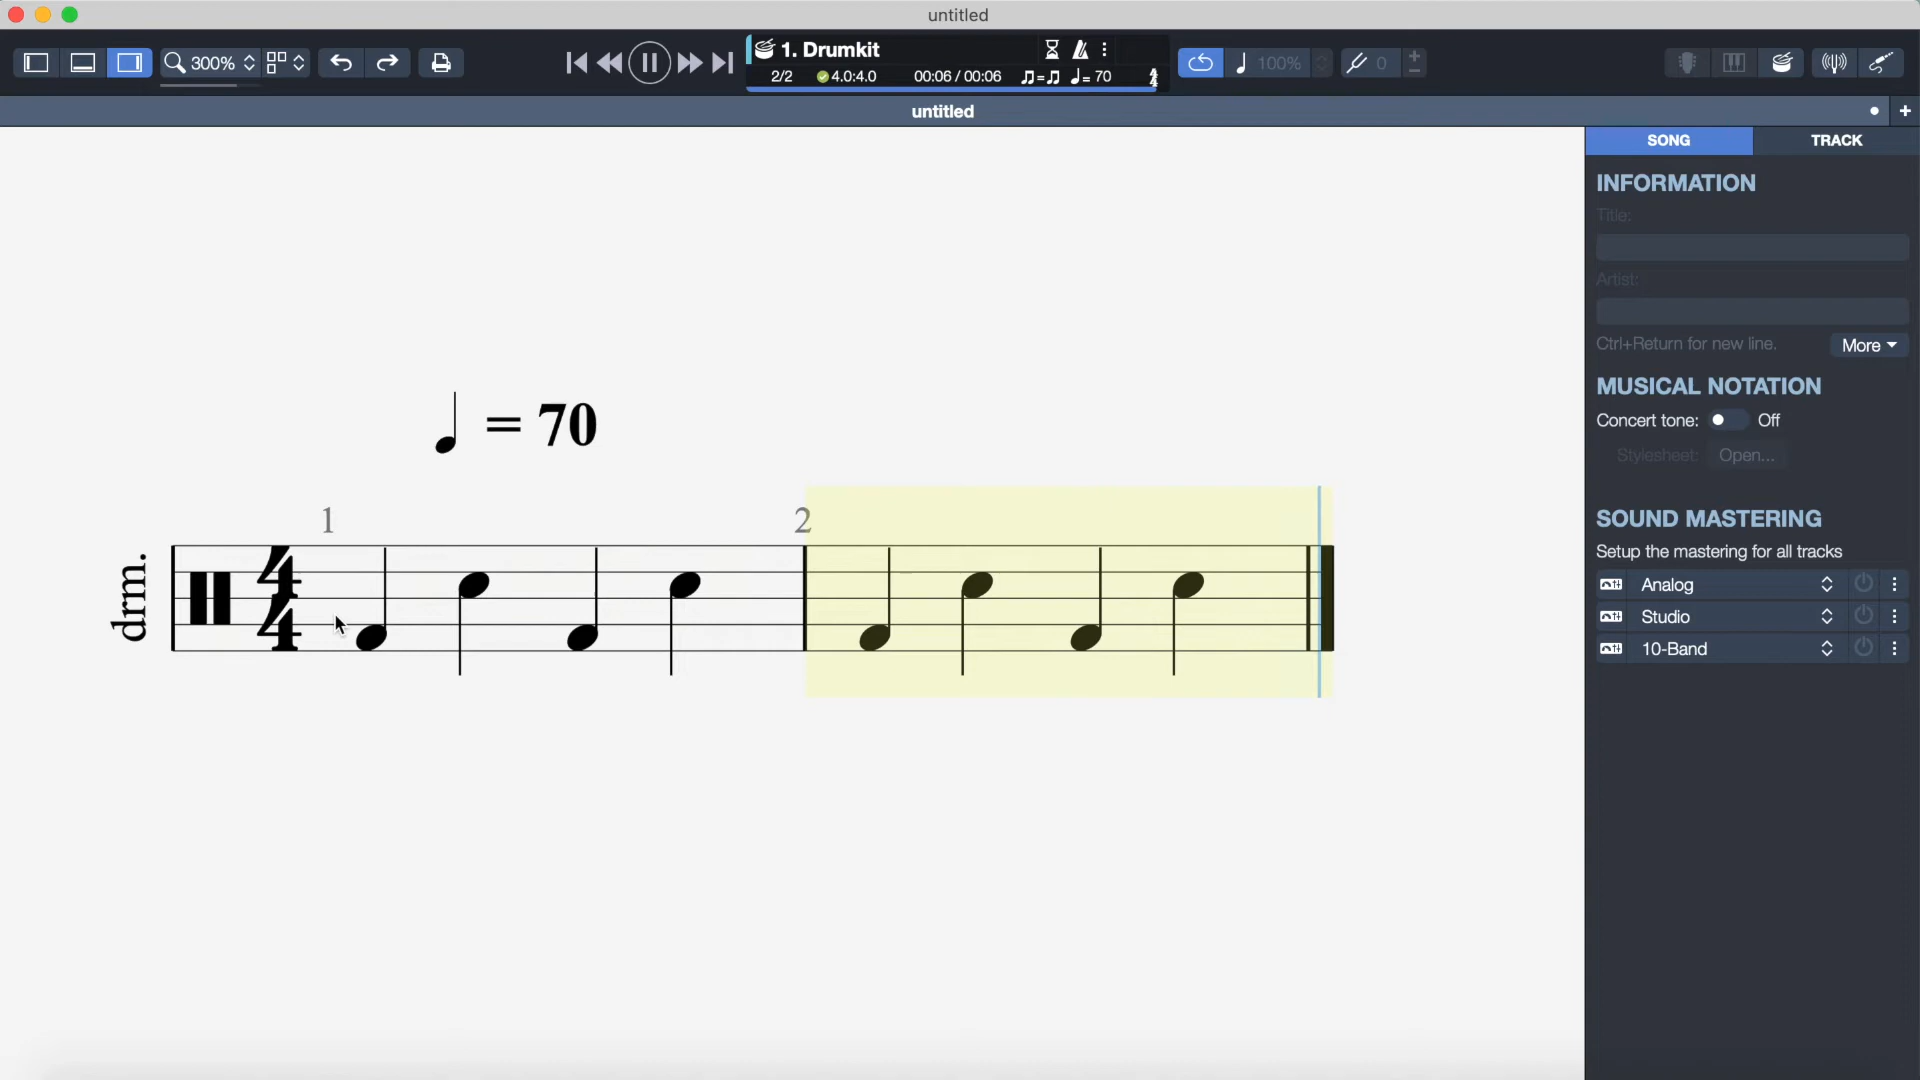 untitled
300%
1. Drumkit
2/2 4.0:4.0 00:06 / 00:06 ♫=♫ ♩= 70
100%
0
untitled
SONG TRACK
INFORMATION
Title:
Artist:
Ctrl+Return for new line. More
MUSICAL NOTATION
Concert tone: Off
Stylesheet: Open...
SOUND MASTERING
Setup the mastering for all tracks
Analog
Studio
10-Band
♩ = 70
1 2
drm.
4
4